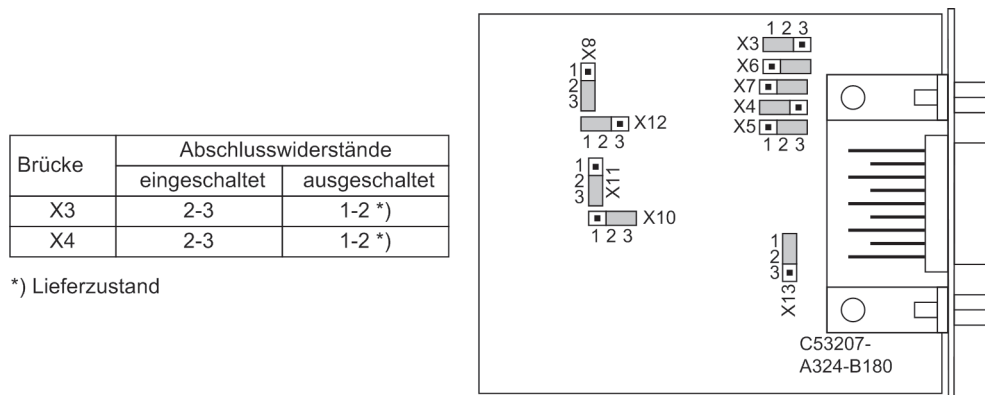 Brücke
Abschlusswiderstände
eingeschaltet
ausgeschaltet
X3
2-3
1-2 *)
X4
2-3
1-2 *)
*) Lieferzustand
X8
1
2
3
X12
1 2 3
1
2
3
X11
X10
1 2 3
1 2 3
X3
X6
X7
X4
X5
1 2 3
1
2
3
X13
C53207-
A324-B180